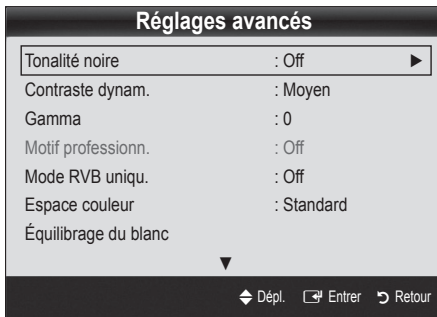 Réglages avancés
Tonalité noire : Off ►
Contraste dynam. : Moyen
Gamma : 0
Motif professionn. : Off
Mode RVB uniqu. : Off
Espace couleur : Standard
Équilibrage du blanc
▼
Dépl. Entrer Retour